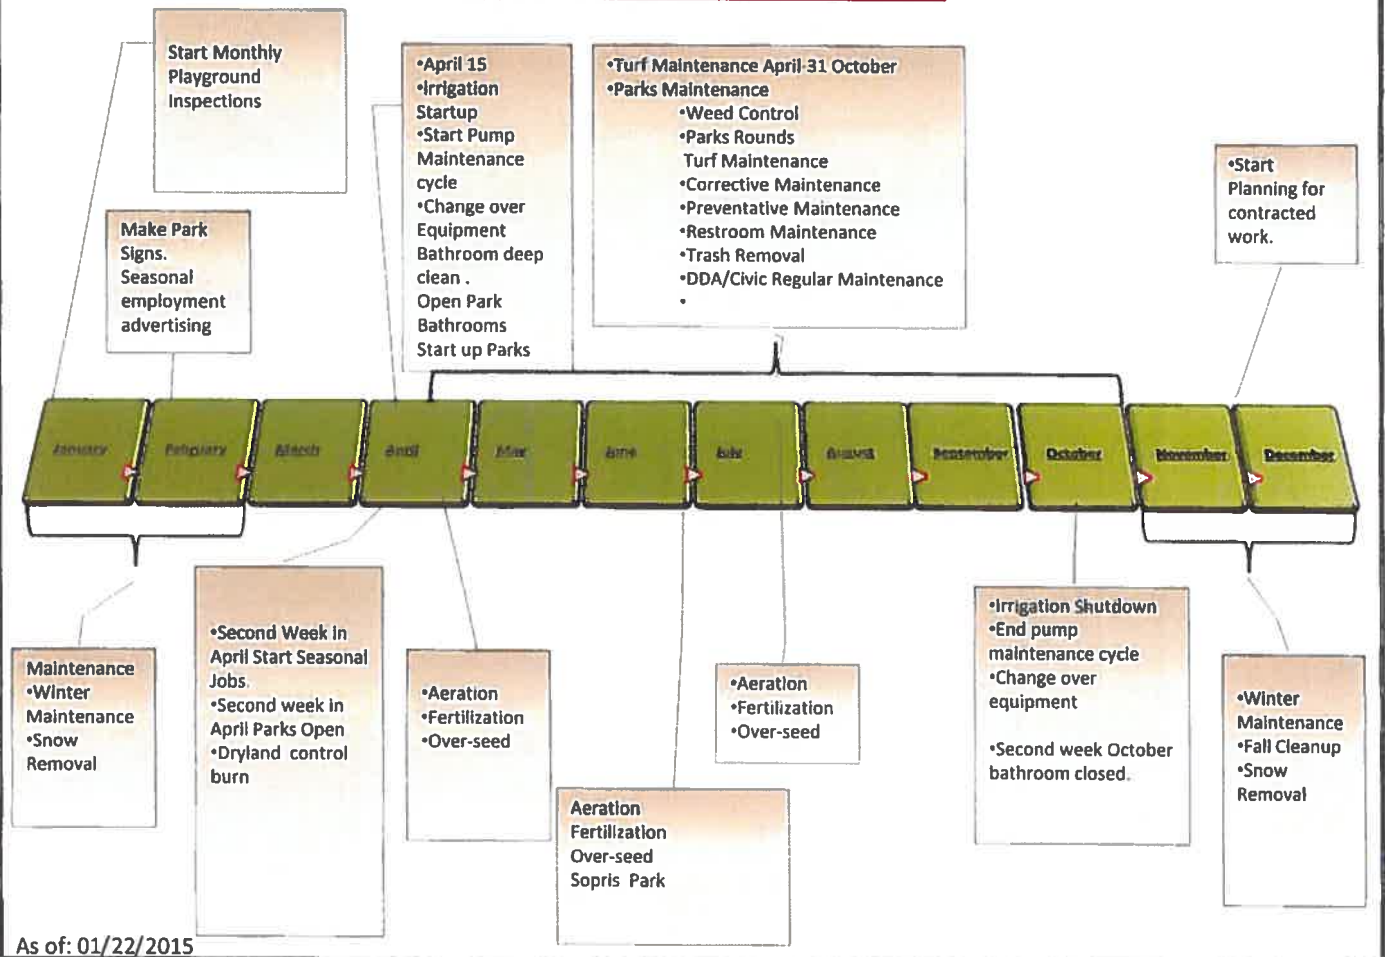 Start Monthly
Playground
Inspections
Make Park
Signs.
Seasonal
employment
advertising
•April 15
•Irrigation
Startup
•Start Pump
Maintenance
cycle
•Change over
Equipment
Bathroom deep
clean .
Open Park
Bathrooms
Start up Parks
•Turf Maintenance April-31 October
•Parks Maintenance
•Weed Control
•Parks Rounds
Turf Maintenance
•Corrective Maintenance
•Preventative Maintenance
•Restroom Maintenance
•Trash Removal
•DDA/Civic Regular Maintenance
•
•Start
Planning for
contracted
work.
January
February
March
April
May
June
July
August
September
October
November
December
Maintenance
•Winter
Maintenance
•Snow
Removal
•Second Week in
April Start Seasonal
Jobs.
•Second week in
April Parks Open
•Dryland control
burn
•Aeration
•Fertilization
•Over-seed
Aeration
Fertilization
Over-seed
Sopris Park
•Aeration
•Fertilization
•Over-seed
•Irrigation Shutdown
•End pump
maintenance cycle
•Change over
equipment
•Second week October
bathroom closed.
•Winter
Maintenance
•Fall Cleanup
•Snow
Removal
As of: 01/22/2015